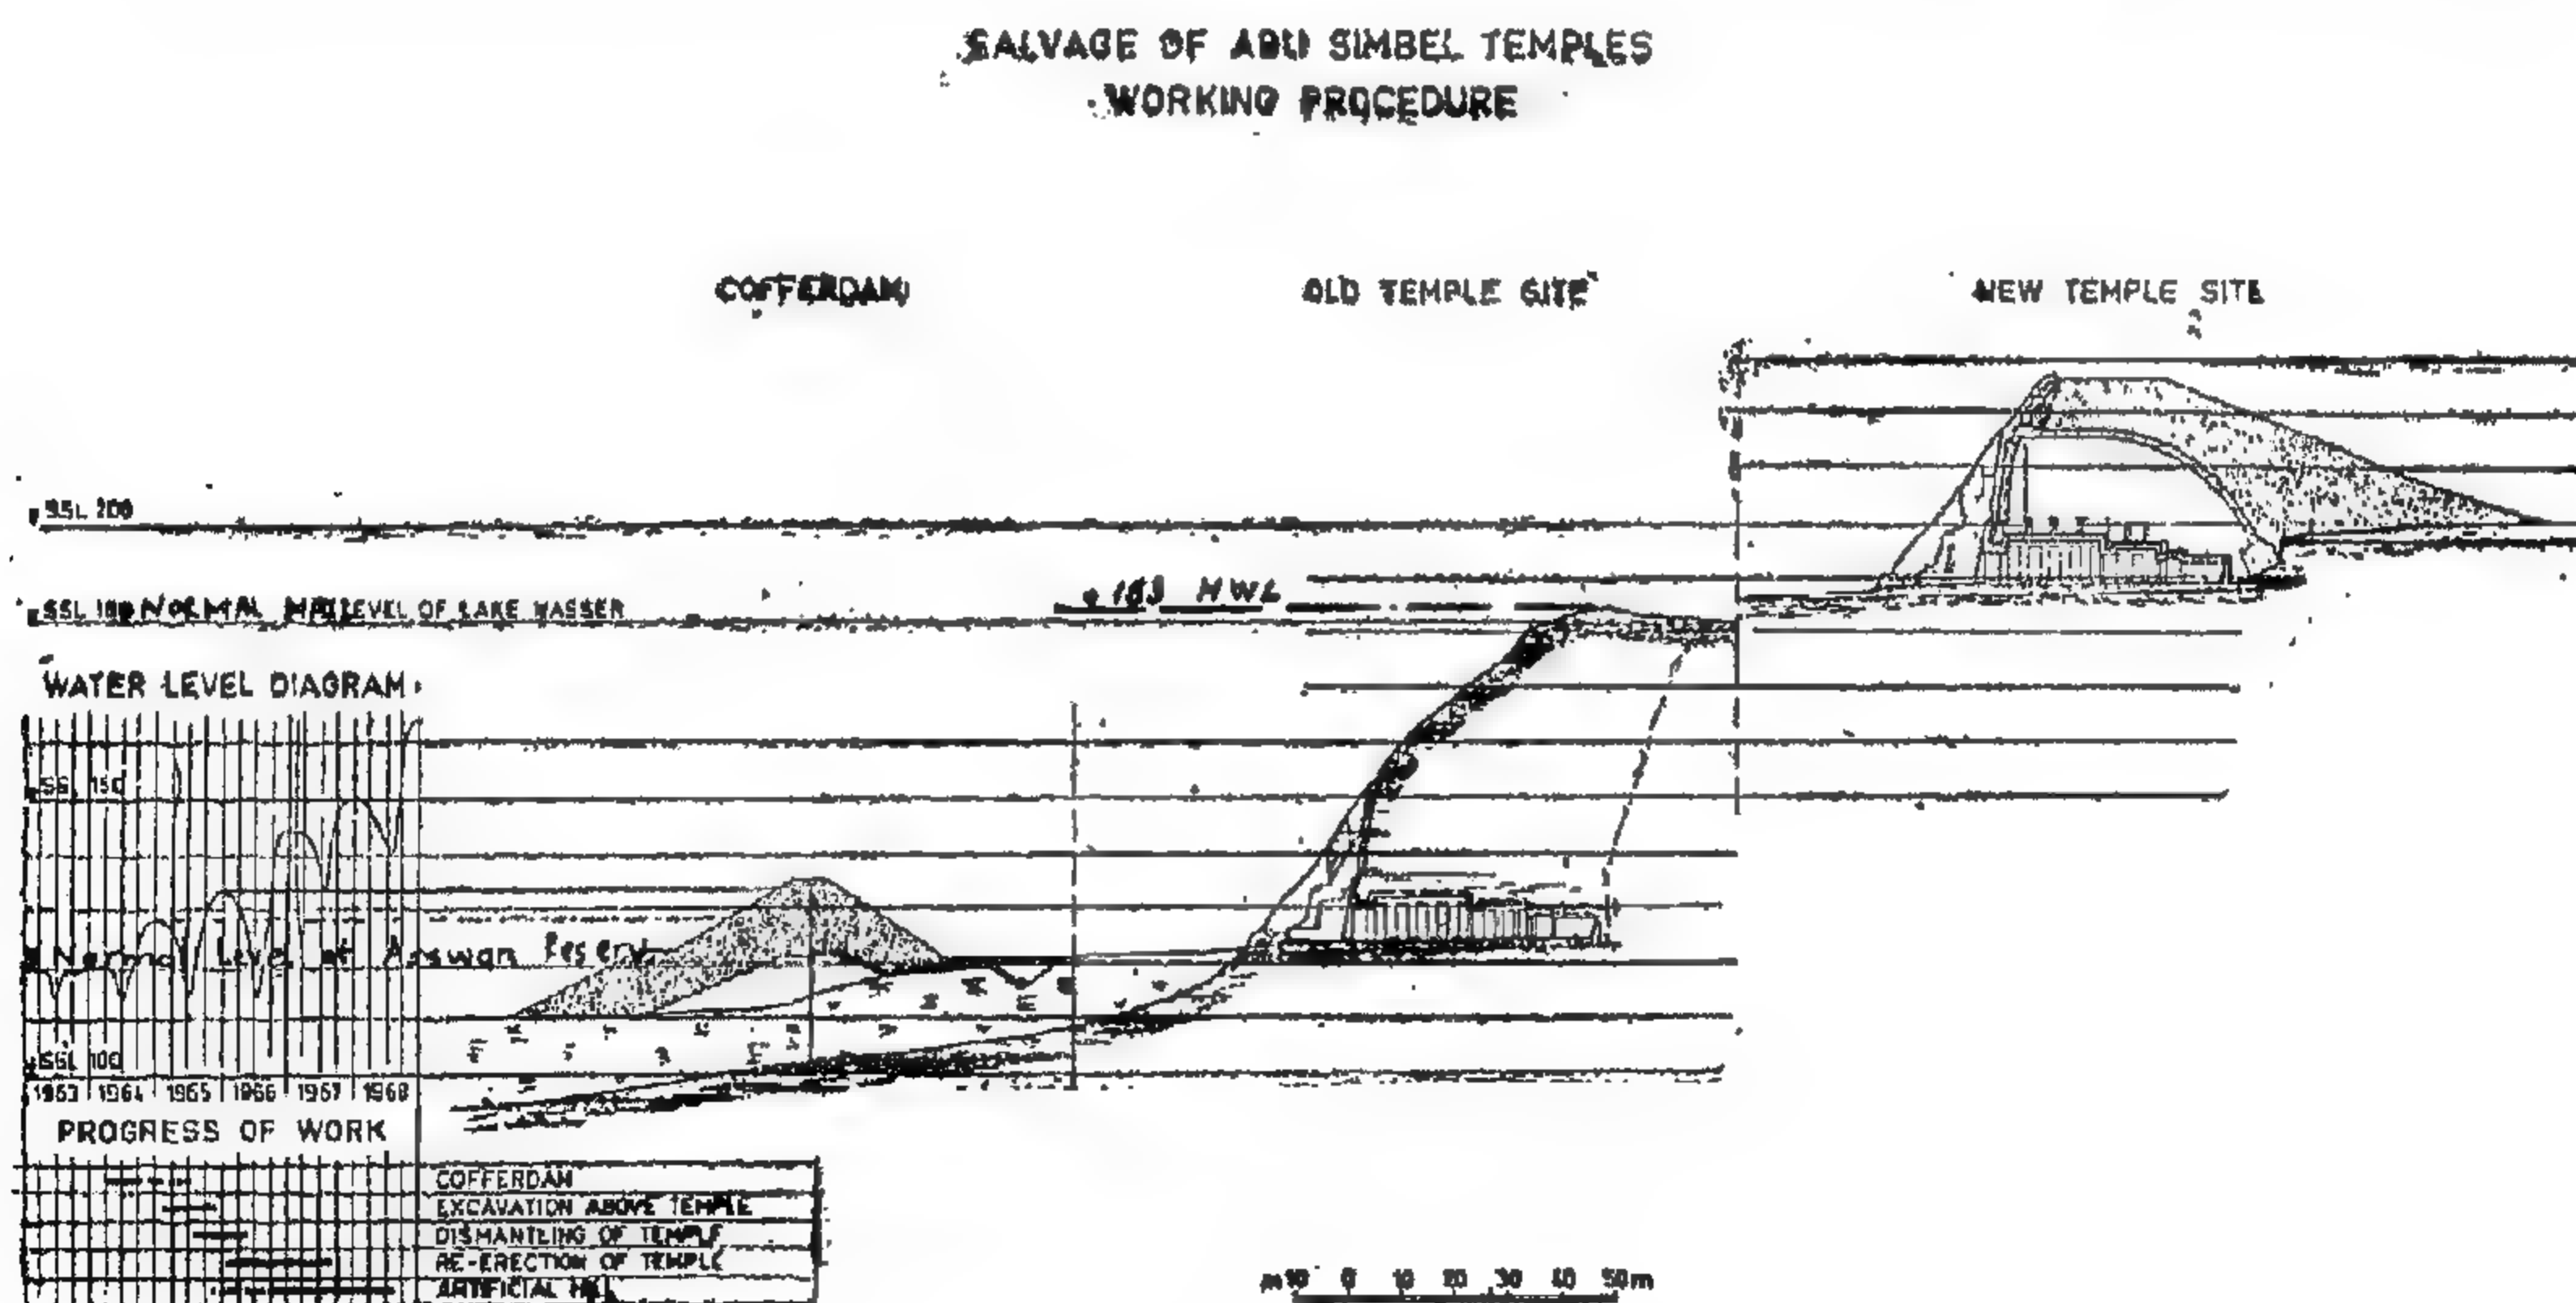 SALVAGE OF ABU SIMBEL TEMPLES
WORKING PROCEDURE
COFFERDAM
OLD TEMPLE SITE
NEW TEMPLE SITE
SSL 200
183 HWL
SSL 180 NORMAL LEVEL OF LAKE NASSER
WATER LEVEL DIAGRAM
SSL 150
Normal Level of Asswan
SSL 100
1963 1964 1965 1966 1967 1968
PROGRESS OF WORK
COFFERDAM
EXCAVATION ABOVE TEMPLE
DISMANTLING OF TEMPLE
RE-ERECTION OF TEMPLE
ARTIFICIAL
m10 0 10 20 30 40 50m